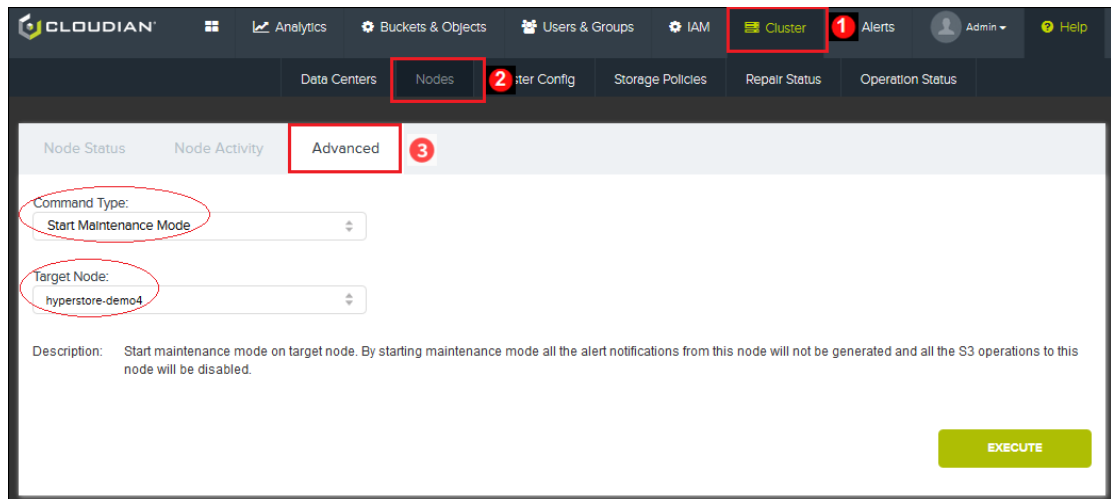 CLOUDIAN Analytics Buckets & Objects Users & Groups IAM Cluster 1 Alerts Admin Help
Data Centers Nodes 2 ster Config Storage Policies Repair Status Operation Status
Node Status Node Activity Advanced 3
Command Type:
Start Maintenance Mode
Target Node:
hyperstore-demo4
Description: Start maintenance mode on target node. By starting maintenance mode all the alert notifications from this node will not be generated and all the S3 operations to this
node will be disabled.
EXECUTE